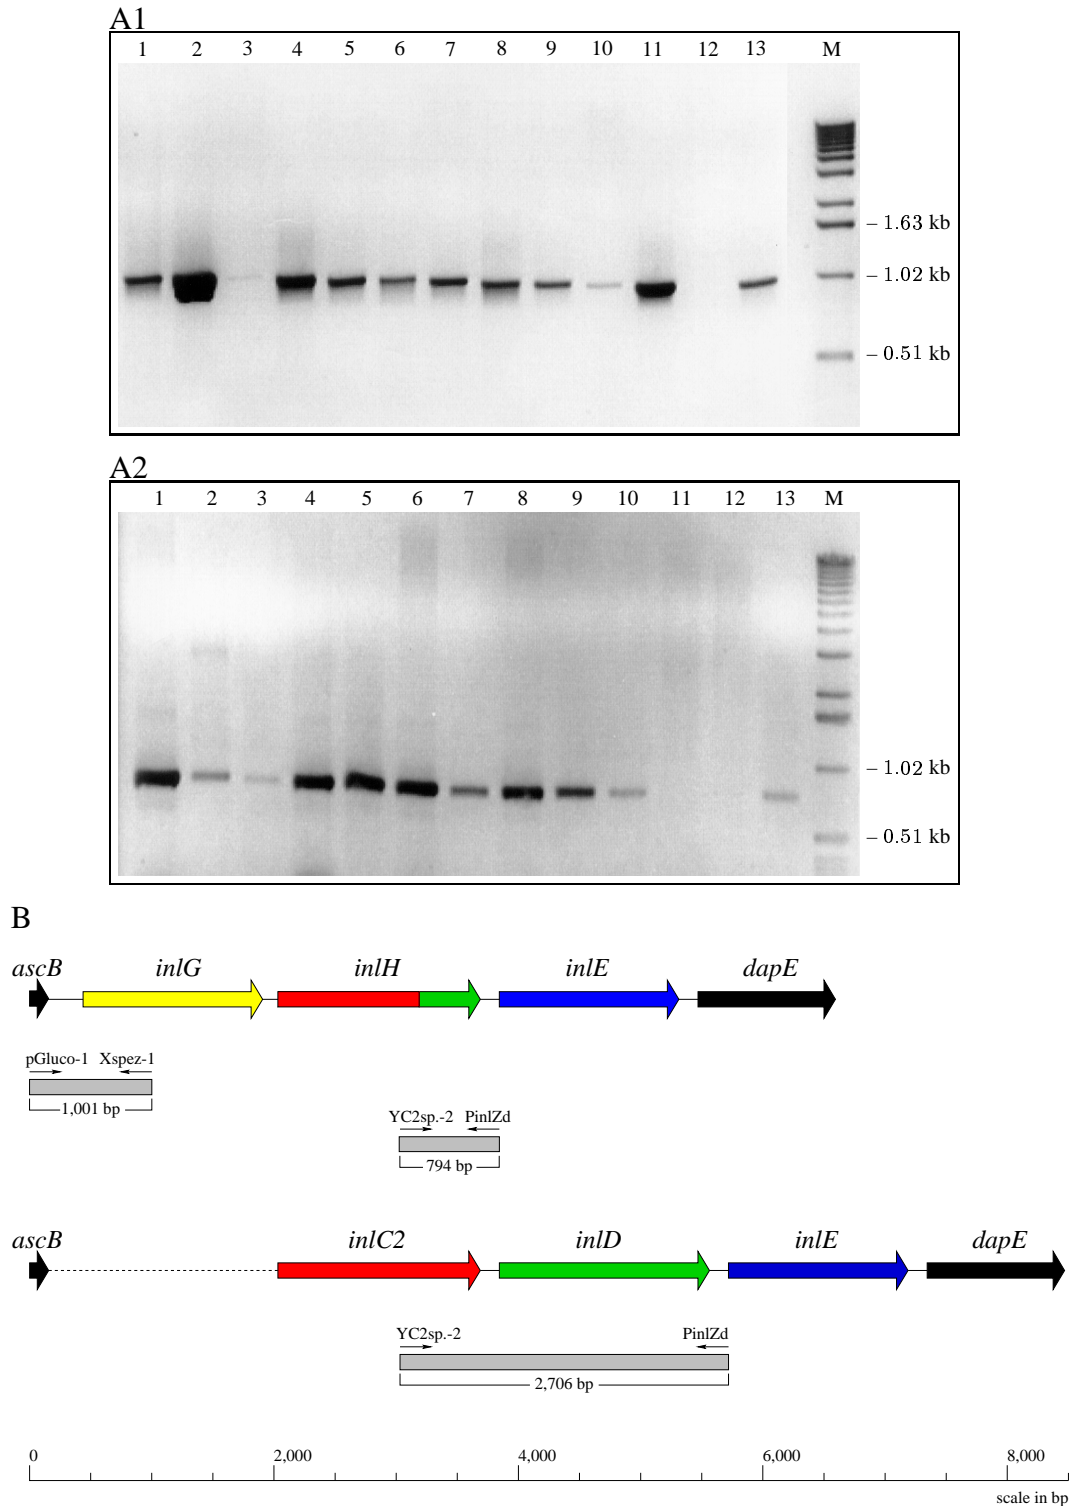 A1
1 2 3 4 5 6 7 8 9 10 11 12 13 M
– 1.63 kb
– 1.02 kb
– 0.51 kb
A2
1 2 3 4 5 6 7 8 9 10 11 12 13 M
– 1.02 kb
– 0.51 kb
B
ascB inlG inlH inlE dapE
pGluco-1 Xspez-1
1,001 bp
YC2sp.-2 PinlZd
794 bp
ascB inlC2 inlD inlE dapE
YC2sp.-2 PinlZd
2,706 bp
0 2,000 4,000 6,000 8,000
scale in bp